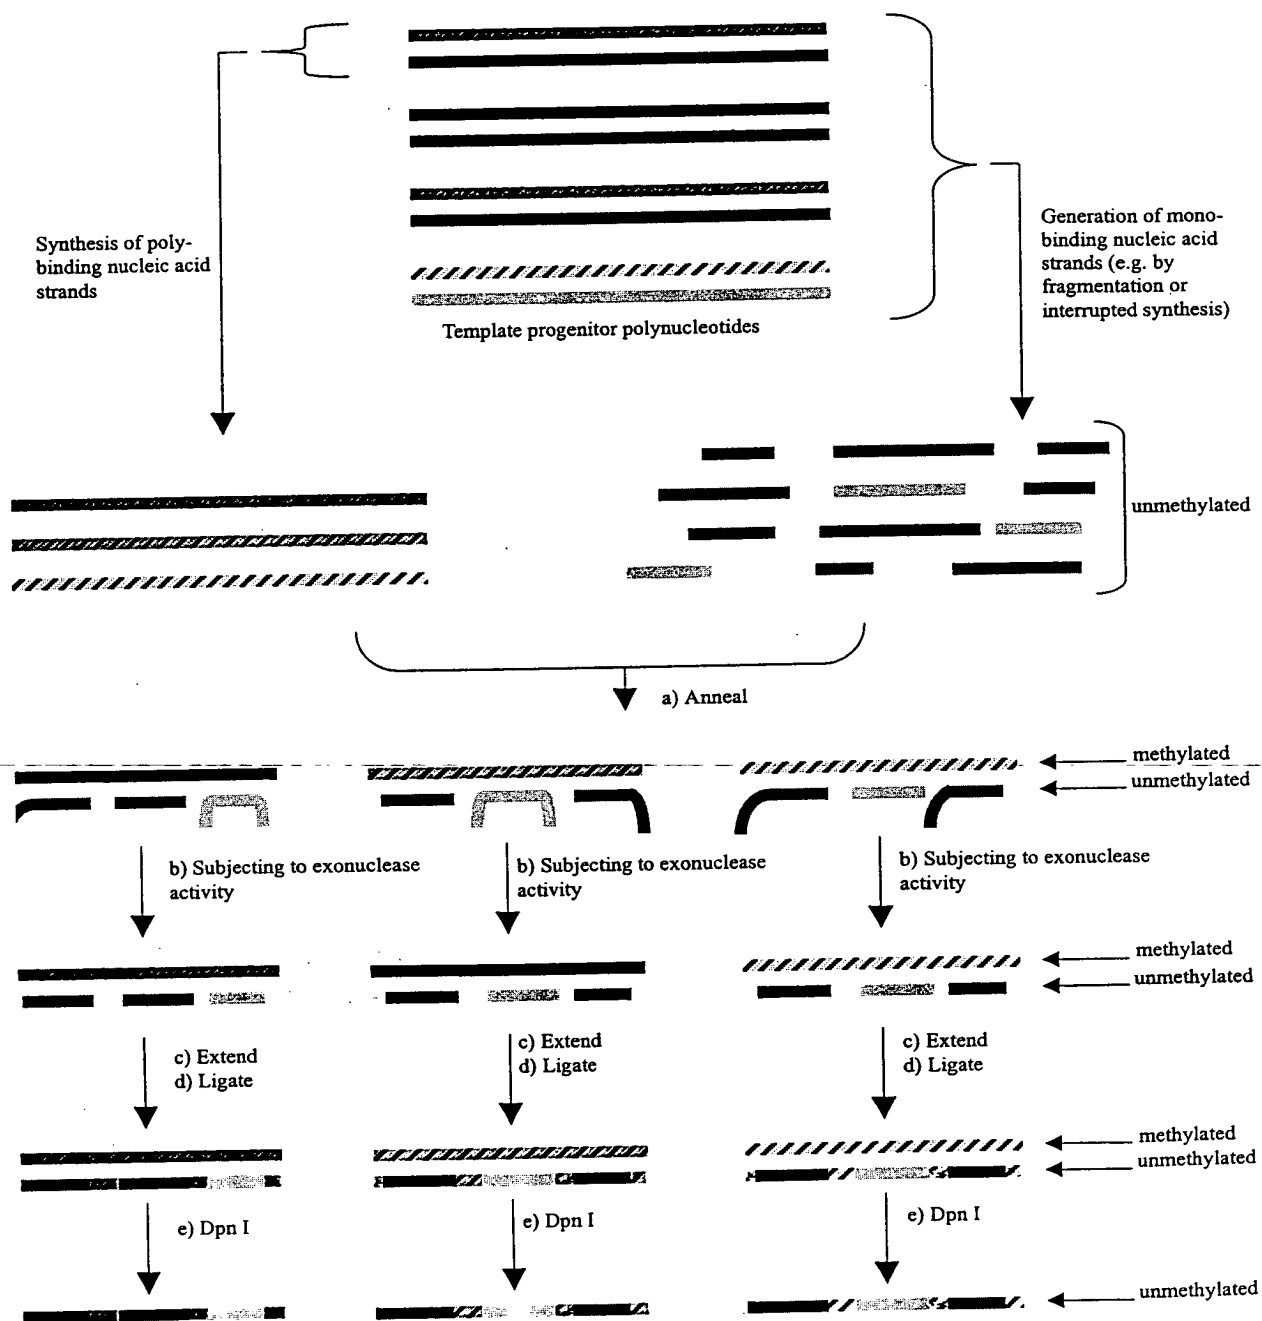 Synthesis of poly-
binding nucleic acid
strands
Generation of mono-
binding nucleic acid
strands (e.g. by
fragmentation or
interrupted synthesis)
Template progenitor polynucleotides
unmethylated
a) Anneal
methylated
unmethylated
b) Subjecting to exonuclease
activity
b) Subjecting to exonuclease
activity
b) Subjecting to exonuclease
activity
methylated
unmethylated
c) Extend
d) Ligate
c) Extend
d) Ligate
c) Extend
d) Ligate
methylated
unmethylated
e) Dpn I
e) Dpn I
e) Dpn I
unmethylated